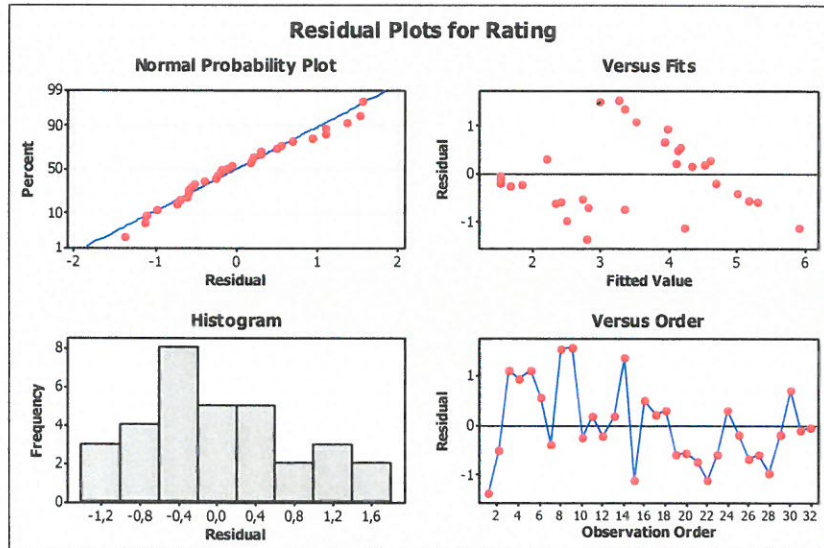 Residual Plots for Rating
Normal Probability Plot
Versus Fits
99
90
50
10
1
Percent
-2 -1 0 1 2
Residual
1
0
-1
Residual
2 3 4 5 6
Fitted Value
Histogram
Versus Order
8
6
4
2
0
Frequency
-1,2 -0,8 -0,4 0,0 0,4 0,8 1,2 1,6
Residual
1
0
-1
Residual
2 4 6 8 10 12 14 16 18 20 22 24 26 28 30 32
Observation Order